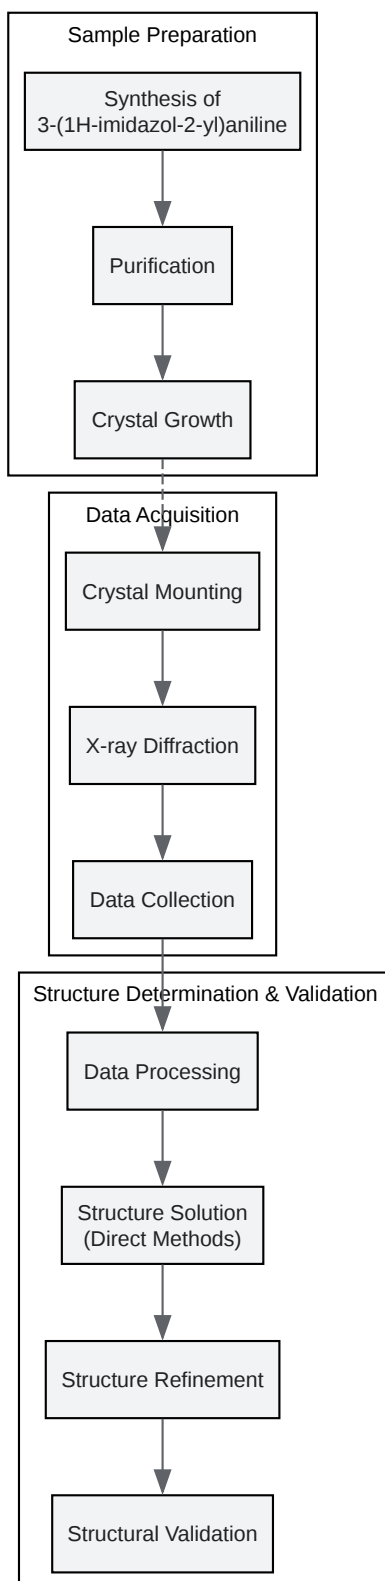 Sample Preparation
Synthesis of
3-(1H-imidazol-2-yl)aniline
Purification
Crystal Growth
Data Acquisition
Crystal Mounting
X-ray Diffraction
Data Collection
Structure Determination & Validation
Data Processing
Structure Solution
(Direct Methods)
Structure Refinement
Structural Validation